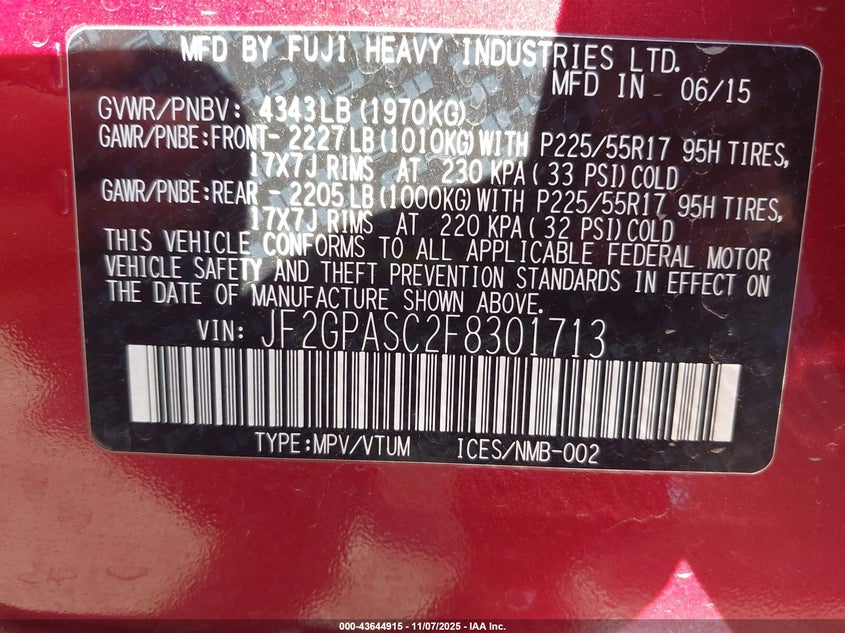 MFD BY FUJI HEAVY INDUSTRIES LTD.
MFD IN 06/15
GVWR/PNBV: 4343LB (1970KG)
GAWR/PNBE:FRONT- 2227LB (1010KG) WITH P225/55R17 95H TIRES,
17X7J RIMS AT 230 KPA( 33 PSI) COLD
GAWR/PNBE:REAR - 2205LB (1000KG) WITH P225/55R17 95H TIRES,
17X7J RIMS AT 220 KPA( 32 PSI) COLD
THIS VEHICLE CONFORMS TO ALL APPLICABLE FEDERAL MOTOR
VEHICLE SAFETY AND THEFT PREVENTION STANDARDS IN EFFECT ON
THE DATE OF MANUFACTURE SHOWN ABOVE.
VIN: JF2GPASC2F8301713
TYPE:MPV/VTUM ICES/NMB-002
000-43644915 - 11/07/2025 - IAA Inc.